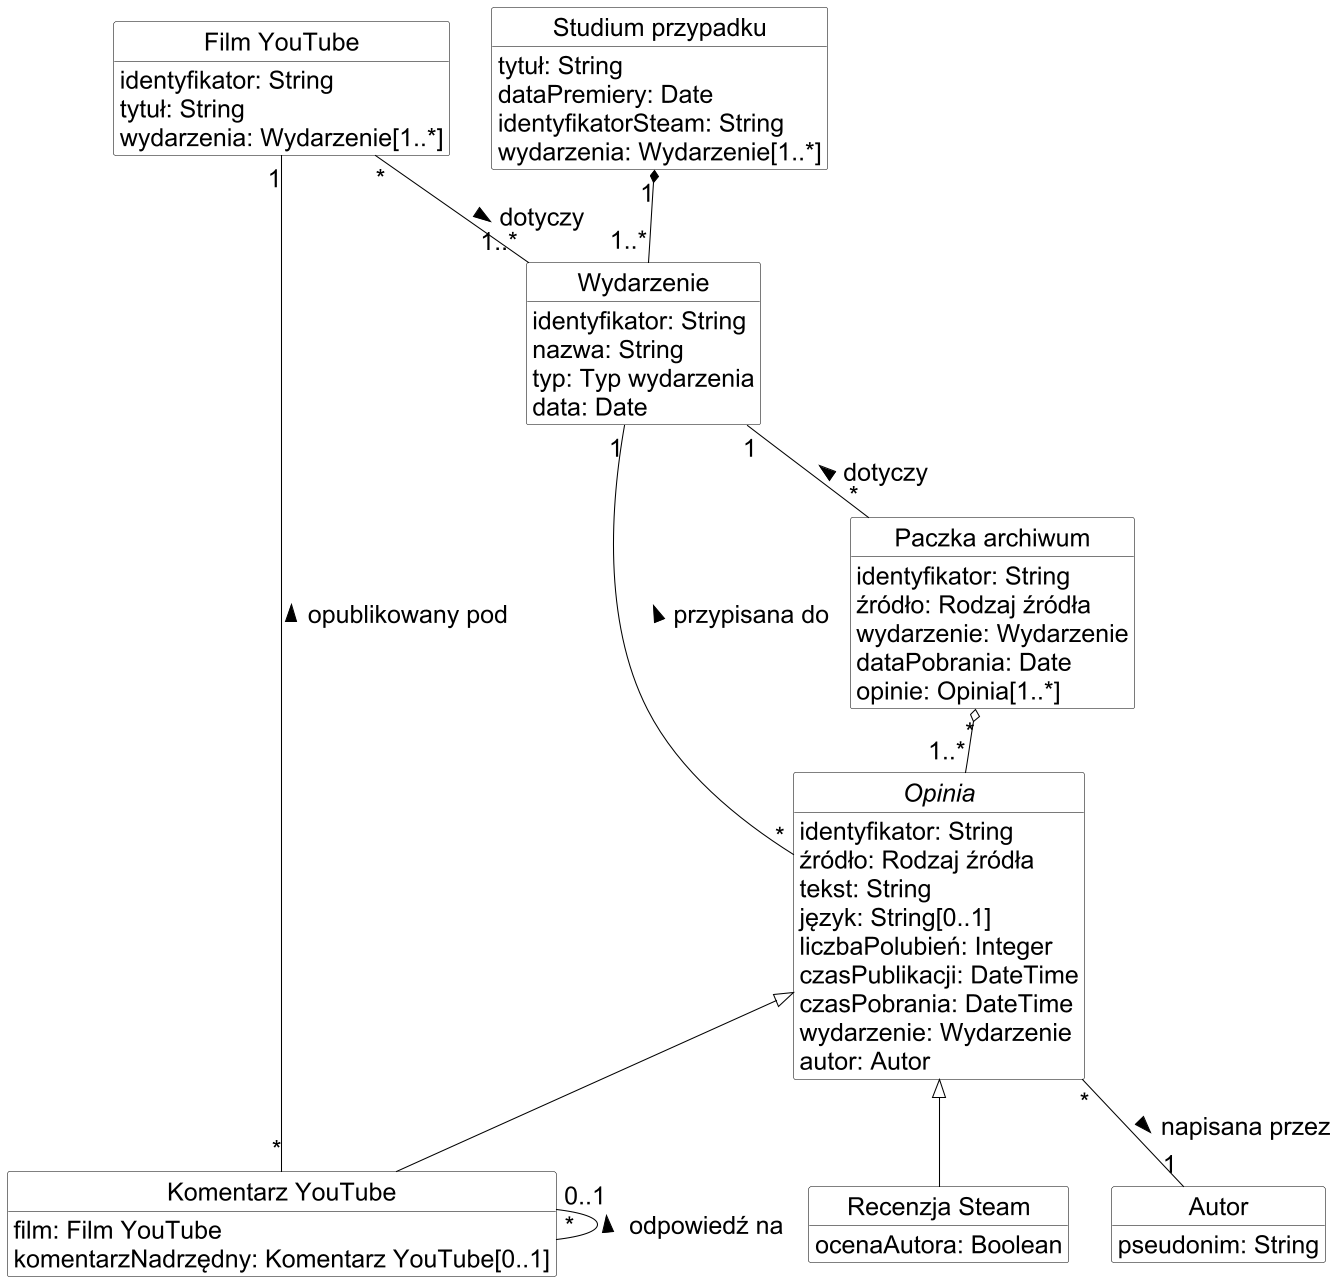 Film YouTube
identyfikator: String
tytuł: String
wydarzenia: Wydarzenie[1..*]
Studium przypadku
tytuł: String
dataPremiery: Date
identyfikatorSteam: String
wydarzenia: Wydarzenie[1..*]
1
*
dotyczy
1..*
1
1..*
Wydarzenie
identyfikator: String
nazwa: String
typ: Typ wydarzenia
data: Date
1
1
dotyczy
*
Paczka archiwum
identyfikator: String
źródło: Rodzaj źródła
wydarzenie: Wydarzenie
dataPobrania: Date
opinie: Opinia[1..*]
opublikowany pod
przypisana do
*
1..*
Opinia
identyfikator: String
źródło: Rodzaj źródła
tekst: String
język: String[0..1]
liczbaPolubień: Integer
czasPublikacji: DateTime
czasPobrania: DateTime
wydarzenie: Wydarzenie
autor: Autor
*
*
napisana przez
1
*
Komentarz YouTube
film: Film YouTube
komentarzNadrzędny: Komentarz YouTube[0..1]
0..1
*
odpowiedź na
Recenzja Steam
ocenaAutora: Boolean
Autor
pseudonim: String